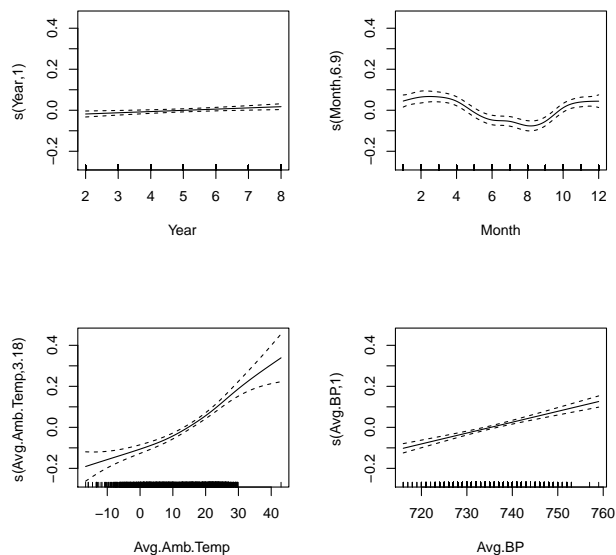 s(Year,1)
−0.2 0.0 0.2 0.4
2 3 4 5 6 7 8
Year
s(Month,6.9)
−0.2 0.0 0.2 0.4
2 4 6 8 10 12
Month
s(Avg.Amb.Temp,3.18)
−0.2 0.0 0.2 0.4
−10 0 10 20 30 40
Avg.Amb.Temp
s(Avg.BP,1)
−0.2 0.0 0.2 0.4
720 730 740 750 760
Avg.BP